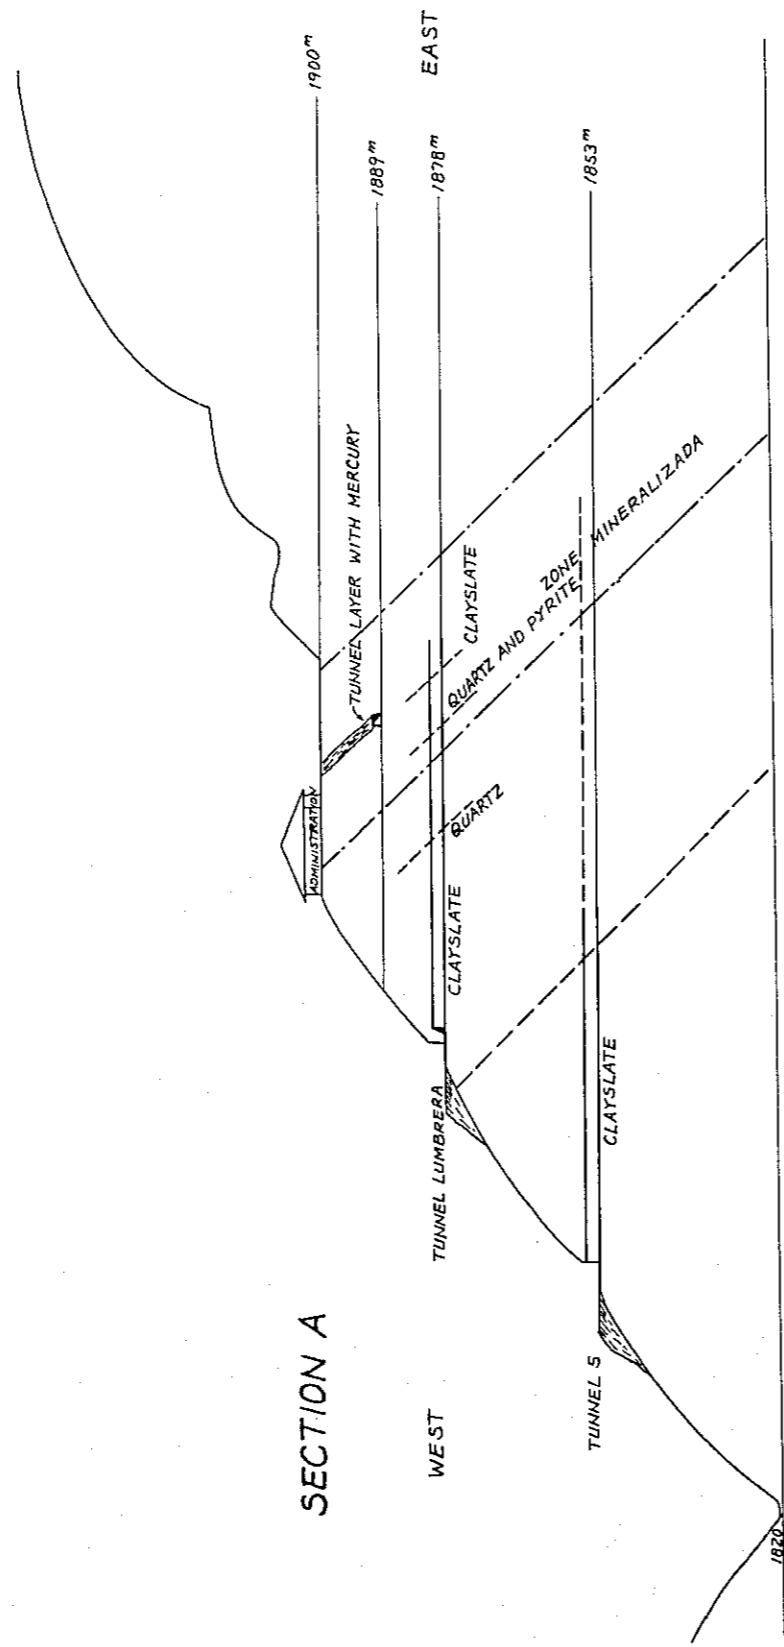 SECTION A
WEST
EAST
1900m
1889m
1878m
1853m
1820
ADMINISTRATION
TUNNEL LAYER WITH MERCURY
TUNNEL LUMBRERA
CLAYSLATE
QUARTZ
QUARTZ AND PYRITE
CLAYSLATE
ZONE MINERALIZADA
TUNNEL 5
CLAYSLATE